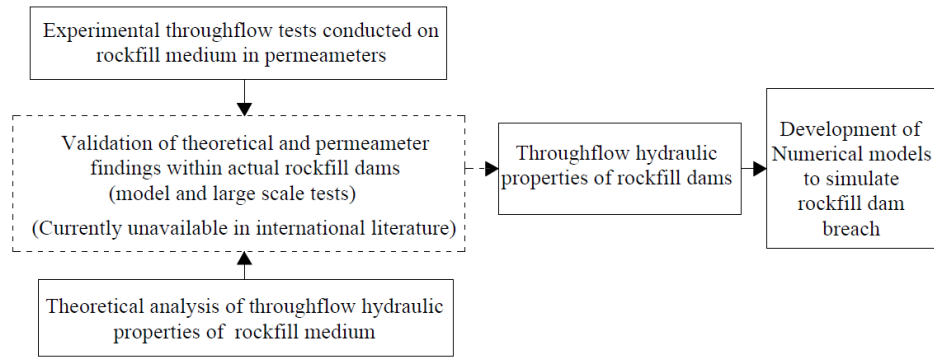 Experimental throughflow tests conducted on
rockfill medium in permeameters
Validation of theoretical and permeameter
findings within actual rockfill dams
(model and large scale tests)
(Currently unavailable in international literature)
Throughflow hydraulic
properties of rockfill dams
Development of
Numerical models
to simulate
rockfill dam
breach
Theoretical analysis of throughflow hydraulic
properties of rockfill medium